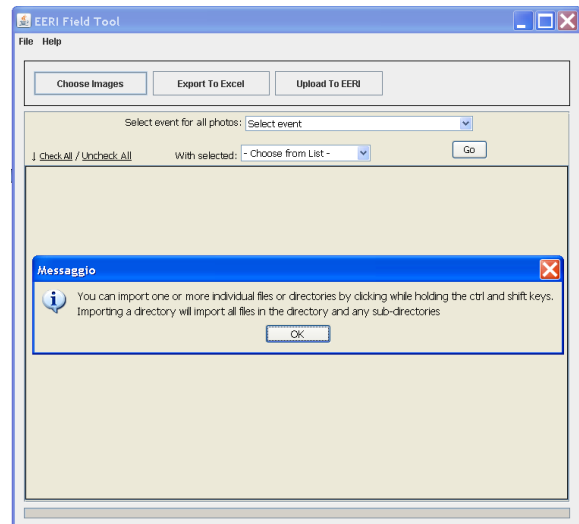 EERI Field Tool
File Help
Choose Images Export To Excel Upload To EERI
Select event for all photos: Select event
↓ Check All / Uncheck All With selected: - Choose from List - Go
Messaggio
You can import one or more individual files or directories by clicking while holding the ctrl and shift keys.
Importing a directory will import all files in the directory and any sub-directories
OK